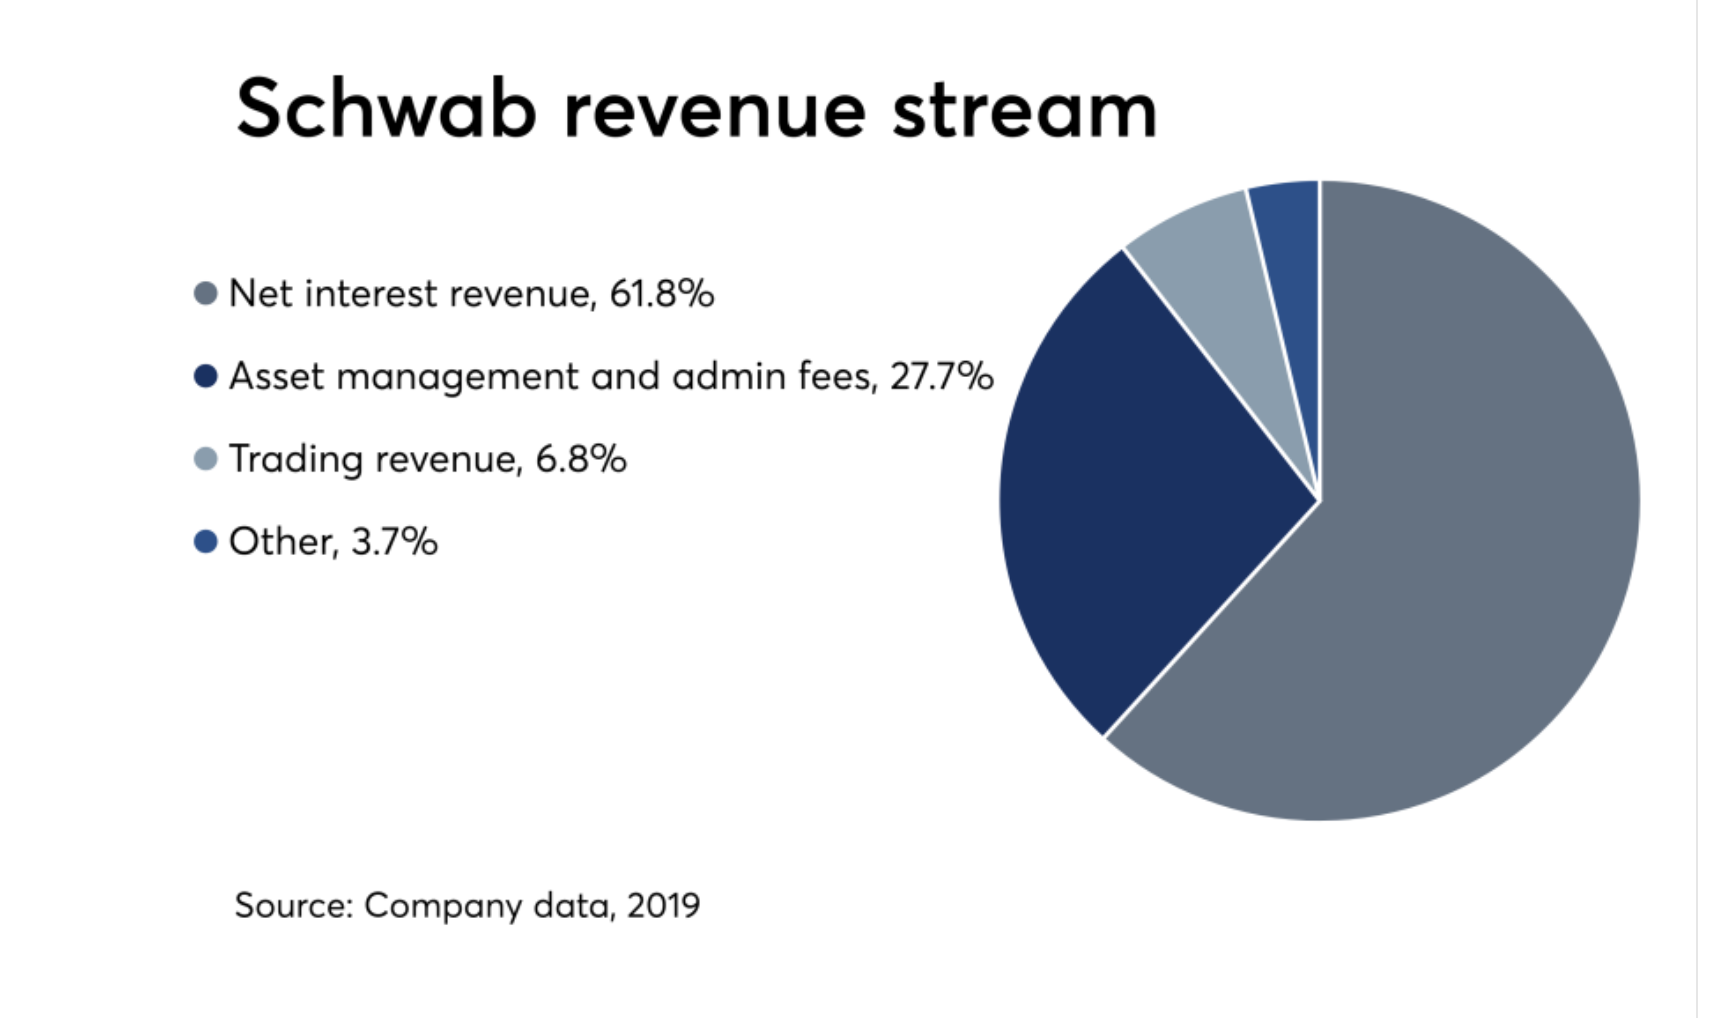 Schwab revenue stream
Net interest revenue, 61.8%
Asset management and admin fees, 27.7%
Trading revenue, 6.8%
Other, 3.7%
Source: Company data, 2019